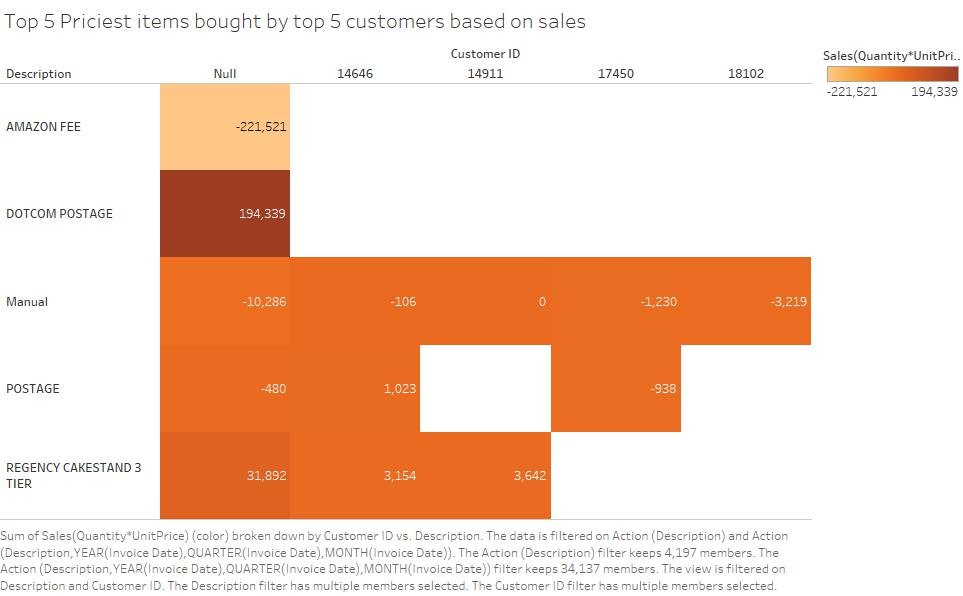 Top 5 Priciest items bought by top 5 customers based on sales
Customer ID
Description Null 14646 14911 17450 18102
Sales(Quantity*UnitPri..
-221,521 194,339
AMAZON FEE -221,521
DOTCOM POSTAGE 194,339
Manual -10,286 -106 0 -1,230 -3,219
POSTAGE -480 1,023 -938
REGENCY CAKESTAND 3
TIER 31,892 3,154 3,642
Sum of Sales(Quantity*UnitPrice) (color) broken down by Customer ID vs. Description. The data is filtered on Action (Description) and Action
(Description,YEAR(Invoice Date),QUARTER(Invoice Date),MONTH(Invoice Date)). The Action (Description) filter keeps 4,197 members. The
Action (Description,YEAR(Invoice Date),QUARTER(Invoice Date),MONTH(Invoice Date)) filter keeps 34,137 members. The view is filtered on
Description and Customer ID. The Description filter has multiple members selected. The Customer ID filter has multiple members selected.